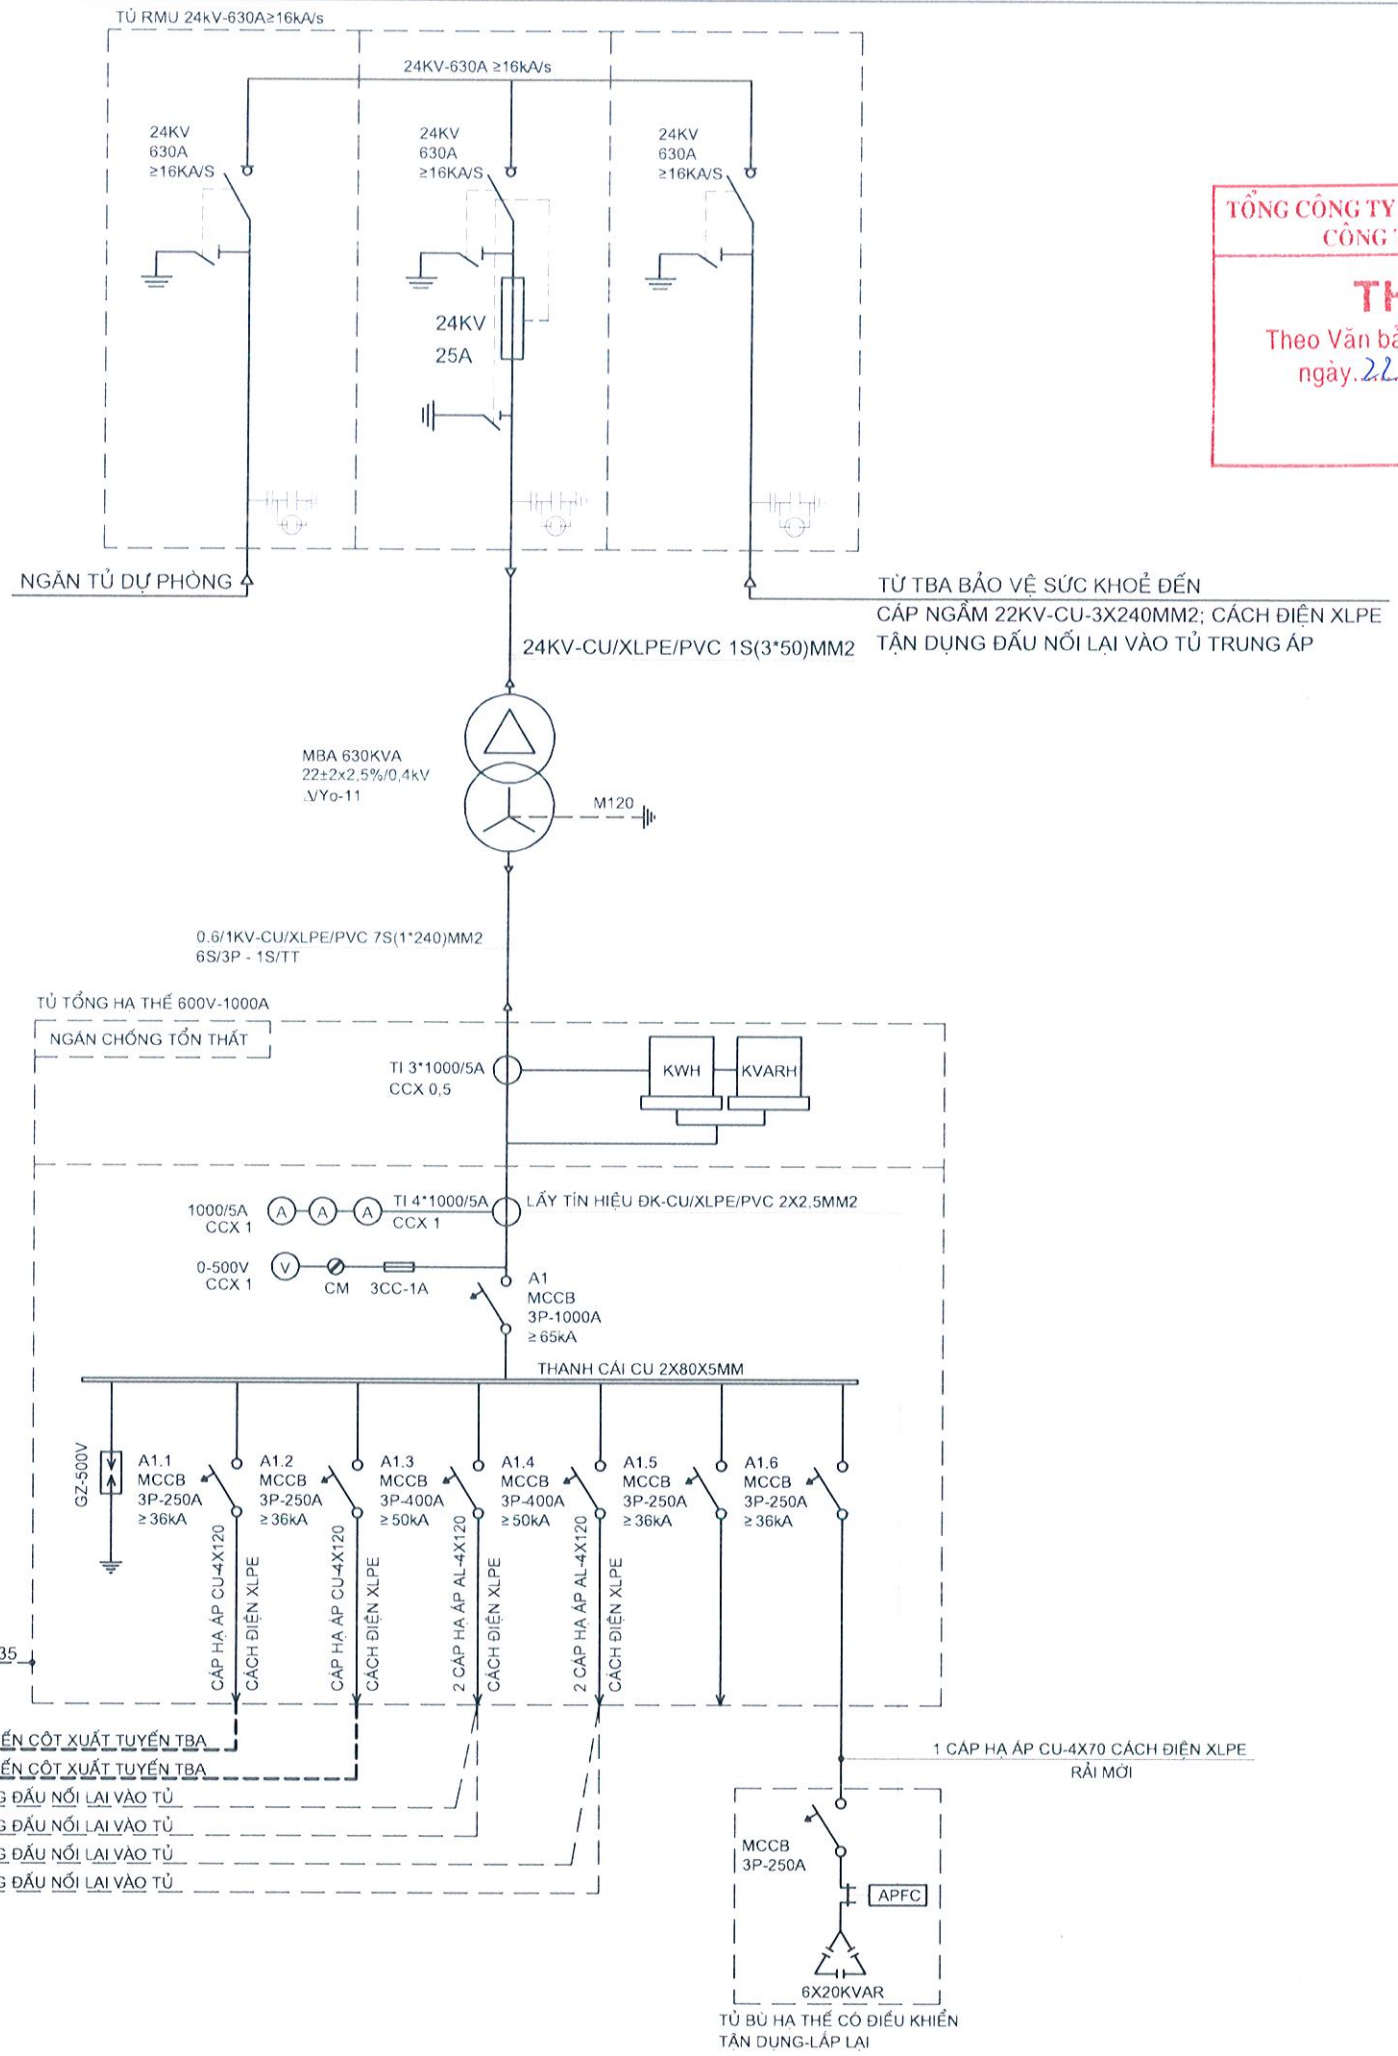 TỦ RMU 24kV-630A≥16kA/s
24KV-630A ≥16kA/s
24KV
630A
≥16KA/S
24KV
630A
≥16KA/S
24KV
630A
≥16KA/S
24KV
25A
TỔNG CÔNG TY
CÔNG
TH
Theo Văn bả
ngày..22
NGĂN TỦ DỰ PHÒNG
TỪ TBA BẢO VỆ SỨC KHOẺ ĐẾN
CÁP NGẦM 22KV-CU-3X240MM2; CÁCH ĐIỆN XLPE
TẬN DỤNG ĐẤU NỐI LẠI VÀO TỦ TRUNG ÁP
24KV-CU/XLPE/PVC 1S(3*50)MM2
MBA 630KVA
22±2x2,5%/0,4kV
Δ/Yo-11
M120
0.6/1KV-CU/XLPE/PVC 7S(1*240)MM2
6S/3P - 1S/TT
TỦ TỔNG HẠ THẾ 600V-1000A
NGÁN CHỐNG TỔN THẤT
TI 3*1000/5A
CCX 0,5
KWH
KVARH
1000/5A
CCX 1
A
A
A
TI 4*1000/5A
CCX 1
LẤY TÍN HIỆU ĐK-CU/XLPE/PVC 2X2,5MM2
0-500V
CCX 1
V
CM
3CC-1A
A1
MCCB
3P-1000A
≥65kA
THANH CÁI CU 2X80X5MM
GZ-500V
A1.1
MCCB
3P-250A
≥36kA
A1.2
MCCB
3P-250A
≥36kA
A1.3
MCCB
3P-400A
≥50kA
A1.4
MCCB
3P-400A
≥50kA
A1.5
MCCB
3P-250A
≥36kA
A1.6
MCCB
3P-250A
≥36kA
CÁP HẠ ÁP CU-4X120
CÁCH ĐIỆN XLPE
CÁP HẠ ÁP CU-4X120
CÁCH ĐIỆN XLPE
2 CÁP HẠ ÁP AL-4X120
CÁCH ĐIỆN XLPE
2 CÁP HẠ ÁP AL-4X120
CÁCH ĐIỆN XLPE
35
ẾN CỘT XUẤT TUYẾN TBA
ẾN CỘT XUẤT TUYẾN TBA
G ĐẤU NỐI LẠI VÀO TỦ
G ĐẤU NỐI LẠI VÀO TỦ
G ĐẤU NỐI LẠI VÀO TỦ
G ĐẤU NỐI LẠI VÀO TỦ
1 CÁP HẠ ÁP CU-4X70 CÁCH ĐIỆN XLPE
RẢI MỚI
MCCB
3P-250A
APFC
6X20KVAR
TỦ BÙ HẠ THẾ CÓ ĐIỀU KHIỂN
TẬN DỤNG-LẮP LẠI